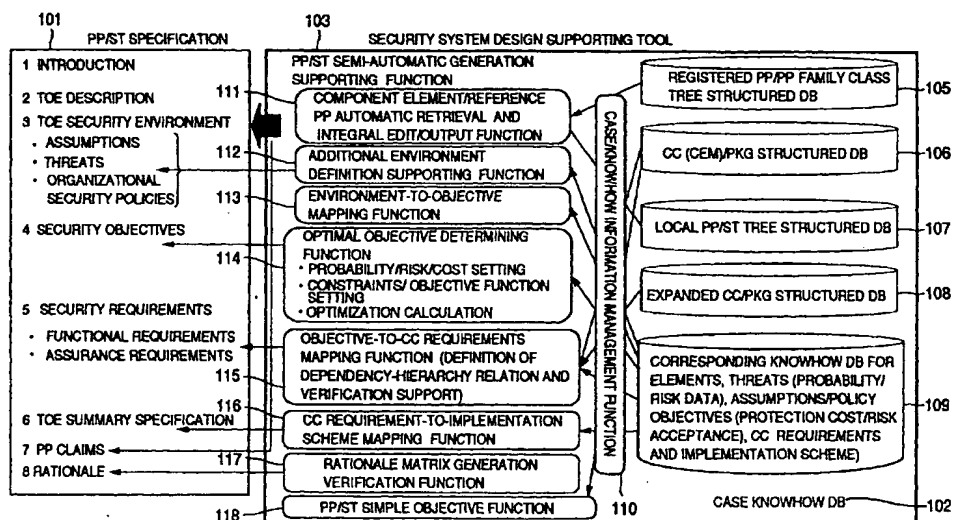 101
PP/ST SPECIFICATION
1 INTRODUCTION
2 TOE DESCRIPTION
3 TOE SECURITY ENVIRONMENT
• ASSUMPTIONS
• THREATS
• ORGANIZATIONAL
SECURITY POLICIES
4 SECURITY OBJECTIVES
5 SECURITY REQUIREMENTS
• FUNCTIONAL REQUIREMENTS
• ASSURANCE REQUIREMENTS
6 TOE SUMMARY SPECIFICATION
7 PP CLAIMS
8 RATIONALE
103
SECURITY SYSTEM DESIGN SUPPORTING TOOL
PP/ST SEMI-AUTOMATIC GENERATION
SUPPORTING FUNCTION
111
COMPONENT ELEMENT/REFERENCE
PP AUTOMATIC RETRIEVAL AND
INTEGRAL EDIT/OUTPUT FUNCTION
112
ADDITIONAL ENVIRONMENT
DEFINITION SUPPORTING FUNCTION
113
ENVIRONMENT-TO-OBJECTIVE
MAPPING FUNCTION
114
OPTIMAL OBJECTIVE DETERMINING
FUNCTION
• PROBABILITY/RISK/COST SETTING
• CONSTRAINTS/ OBJECTIVE FUNCTION
SETTING
• OPTIMIZATION CALCULATION
115
OBJECTIVE-TO-CC REQUIREMENTS
MAPPING FUNCTION (DEFINITION OF
DEPENDENCY-HIERARCHY RELATION AND
VERIFICATION SUPPORT)
116
CC REQUIREMENT-TO-IMPLEMENTATION
SCHEME MAPPING FUNCTION
117
RATIONALE MATRIX GENERATION
VERIFICATION FUNCTION
118
PP/ST SIMPLE OBJECTIVE FUNCTION
CASE/KNOWHOW INFORMATION MANAGEMENT FUNCTION
110
REGISTERED PP/PP FAMILY CLASS
TREE STRUCTURED DB
105
CC (CEM)/PKG STRUCTURED DB
106
LOCAL PP/ST TREE STRUCTURED DB
107
EXPANDED CC/PKG STRUCTURED DB
108
CORRESPONDING KNOWHOW DB FOR
ELEMENTS, THREATS (PROBABILITY/
RISK DATA), ASSUMPTIONS/POLICY
OBJECTIVES (PROTECTION COST/RISK
ACCEPTANCE), CC REQUIREMENTS
AND IMPLEMENTATION SCHEME)
109
CASE KNOWHOW DB
102